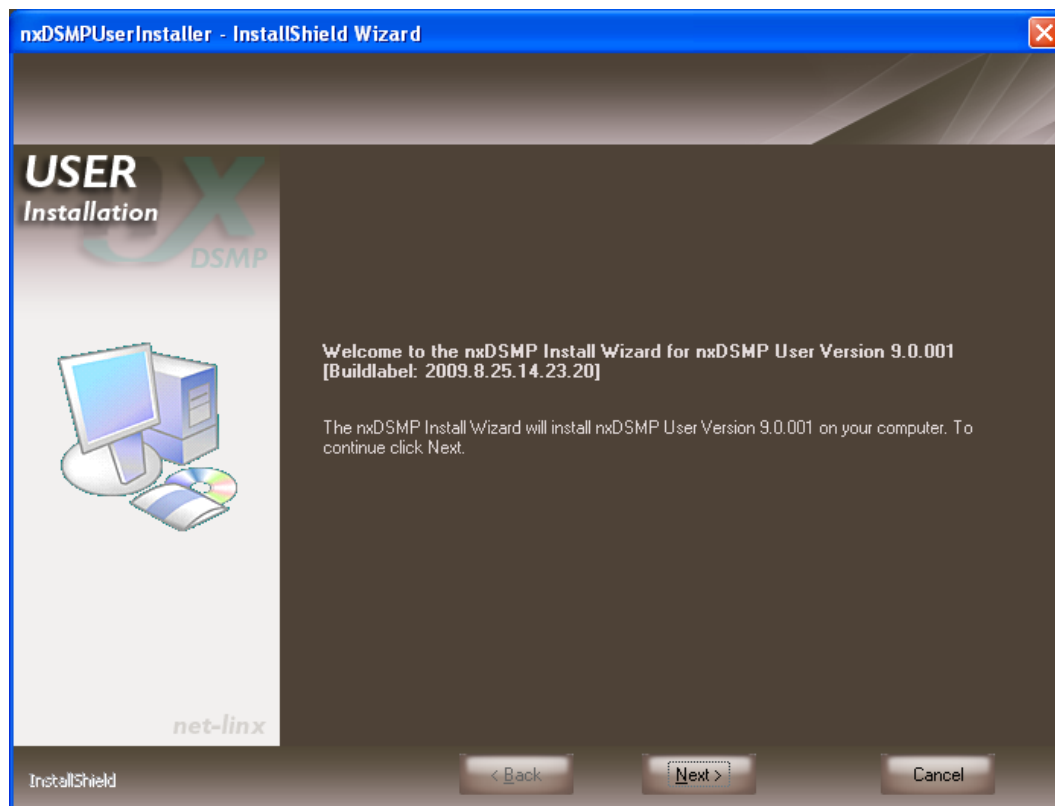 nxDSMPUserInstaller - InstallShield Wizard
USER
Installation
nx
DSMP
Welcome to the nxDSMP Install Wizard for nxDSMP User Version 9.0.001
[Buildlabel: 2009.8.25.14.23.20]
The nxDSMP Install Wizard will install nxDSMP User Version 9.0.001 on your computer. To
continue click Next.
net-linx
InstallShield
< Back
Next >
Cancel